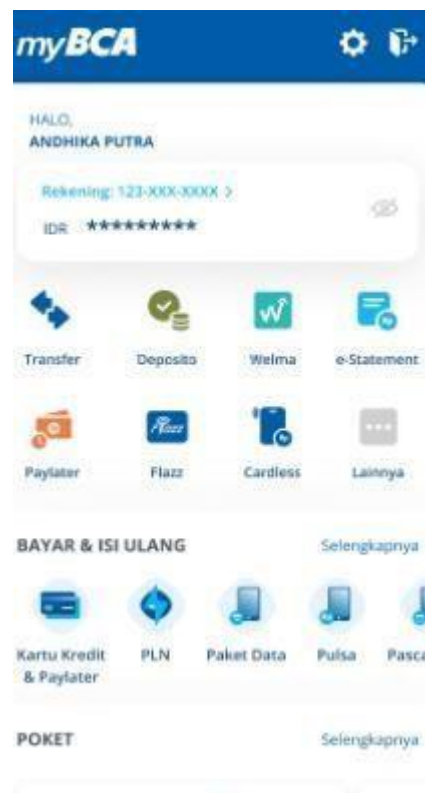 myBCA
HALO,
ANDHIKA PUTRA
Rekening: 123-XXX-XXXX >
IDR *********
Transfer Deposito Welma e-Statement
Flazz
Paylater Flazz Cardless Lainnya
BAYAR & ISI ULANG Selengkapnya
Kartu Kredit PLN Paket Data Pulsa Pasca
& Paylater
POKET Selengkapnya